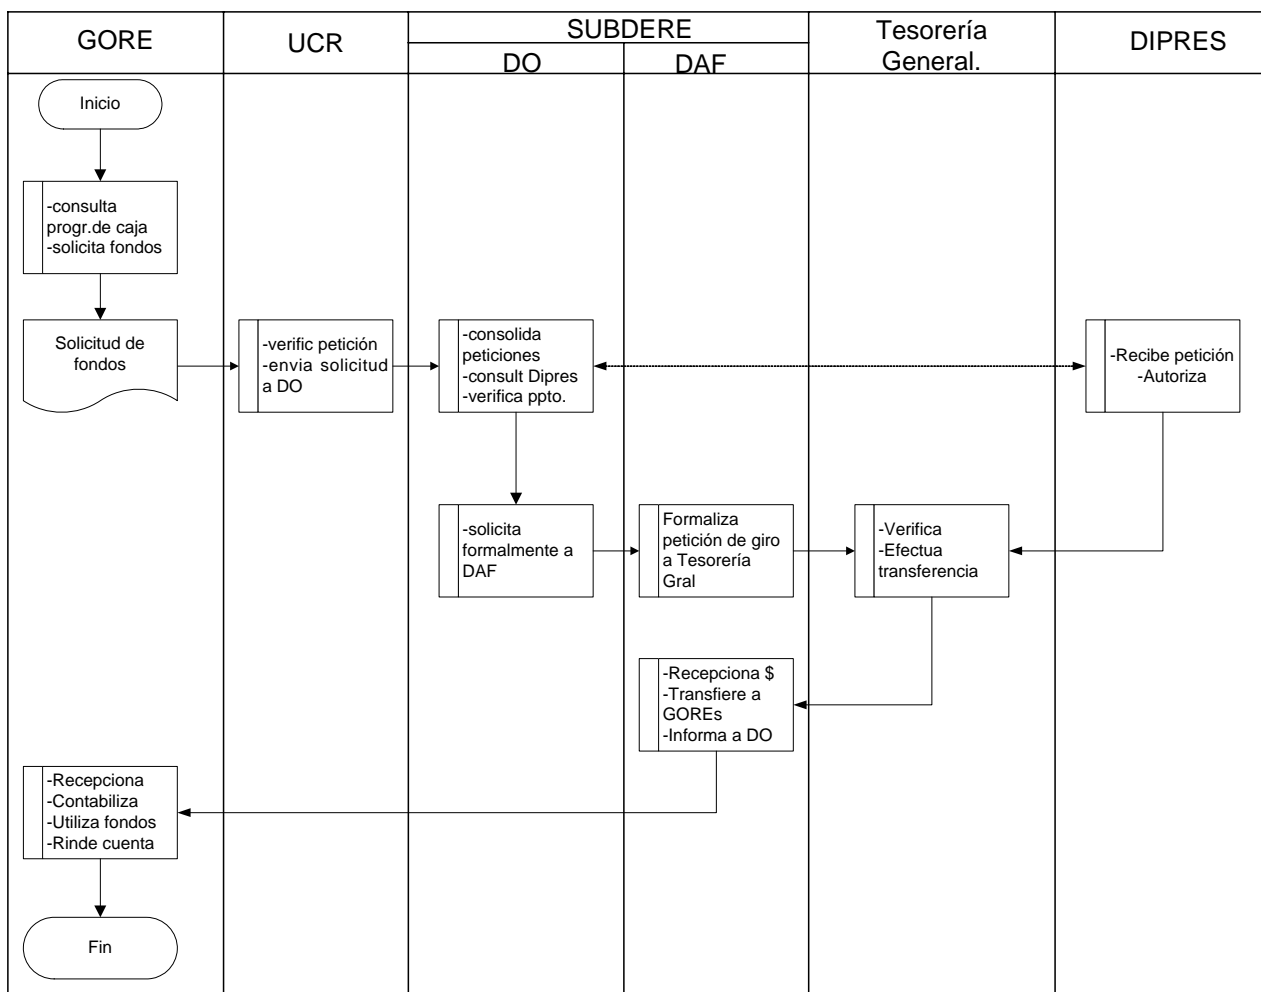 GORE
UCR
SUBDERE
DO
DAF
Tesorería
General.
DIPRES
Inicio
-consulta
progr.de caja
-solicita fondos
Solicitud de
fondos
-verific petición
-envia solicitud
a DO
-consolida
peticiones
-consult Dipres
-verifica ppto.
-Recibe petición
-Autoriza
-solicita
formalmente a
DAF
Formaliza
petición de giro
a Tesorería
Gral
-Verifica
-Efectua
transferencia
-Recepciona $
-Transfiere a
GOREs
-Informa a DO
-Recepciona
-Contabiliza
-Utiliza fondos
-Rinde cuenta
Fin